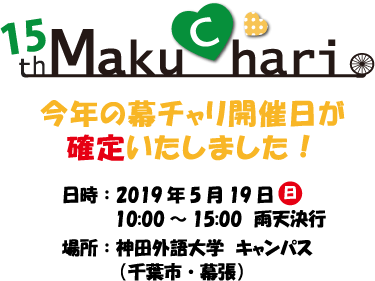 15th MakuChari
今年の幕チャリ開催日が
確定いたしました！
日時：2019年5月19日 日
10:00 ～ 15:00 雨天決行
場所：神田外語大学 キャンパス
（千葉市・幕張）